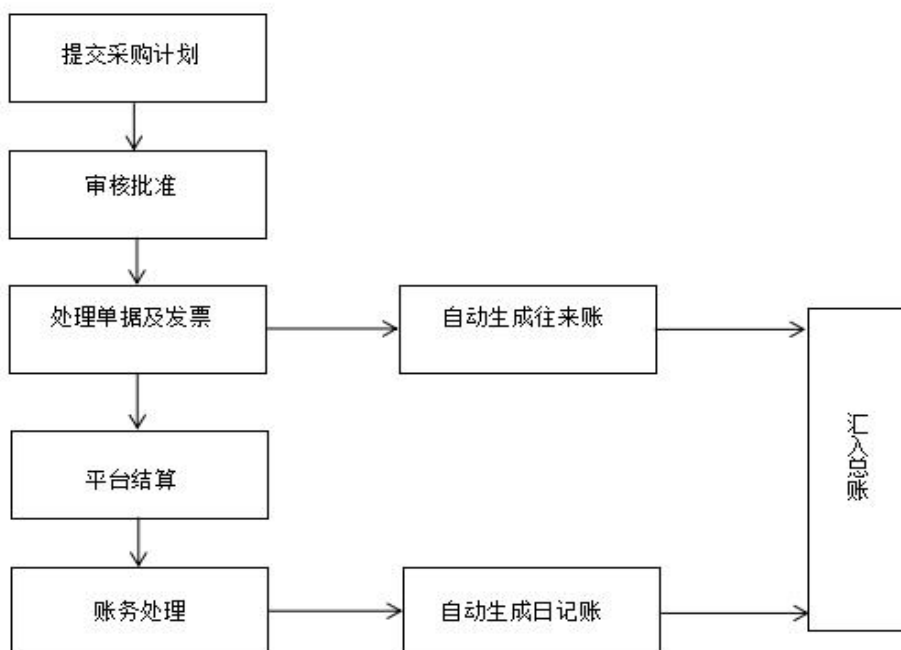 提交采购计划
审核批准
处理单据及发票
自动生成往来账
汇入总账
平台结算
账务处理
自动生成日记账